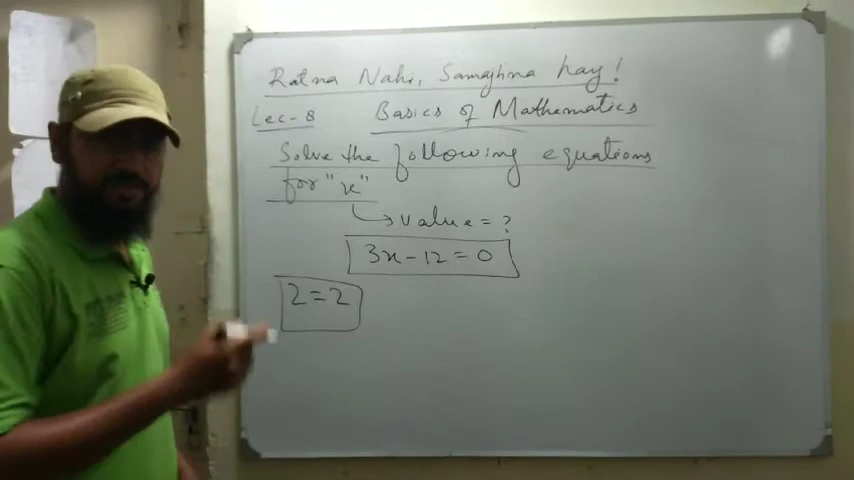 Ratna Nahi, Samajhna hay!
Lec-8 Basics of Mathematics
Solve the following equations
for "x"
value = ?
3x - 12 = 0
2 = 2